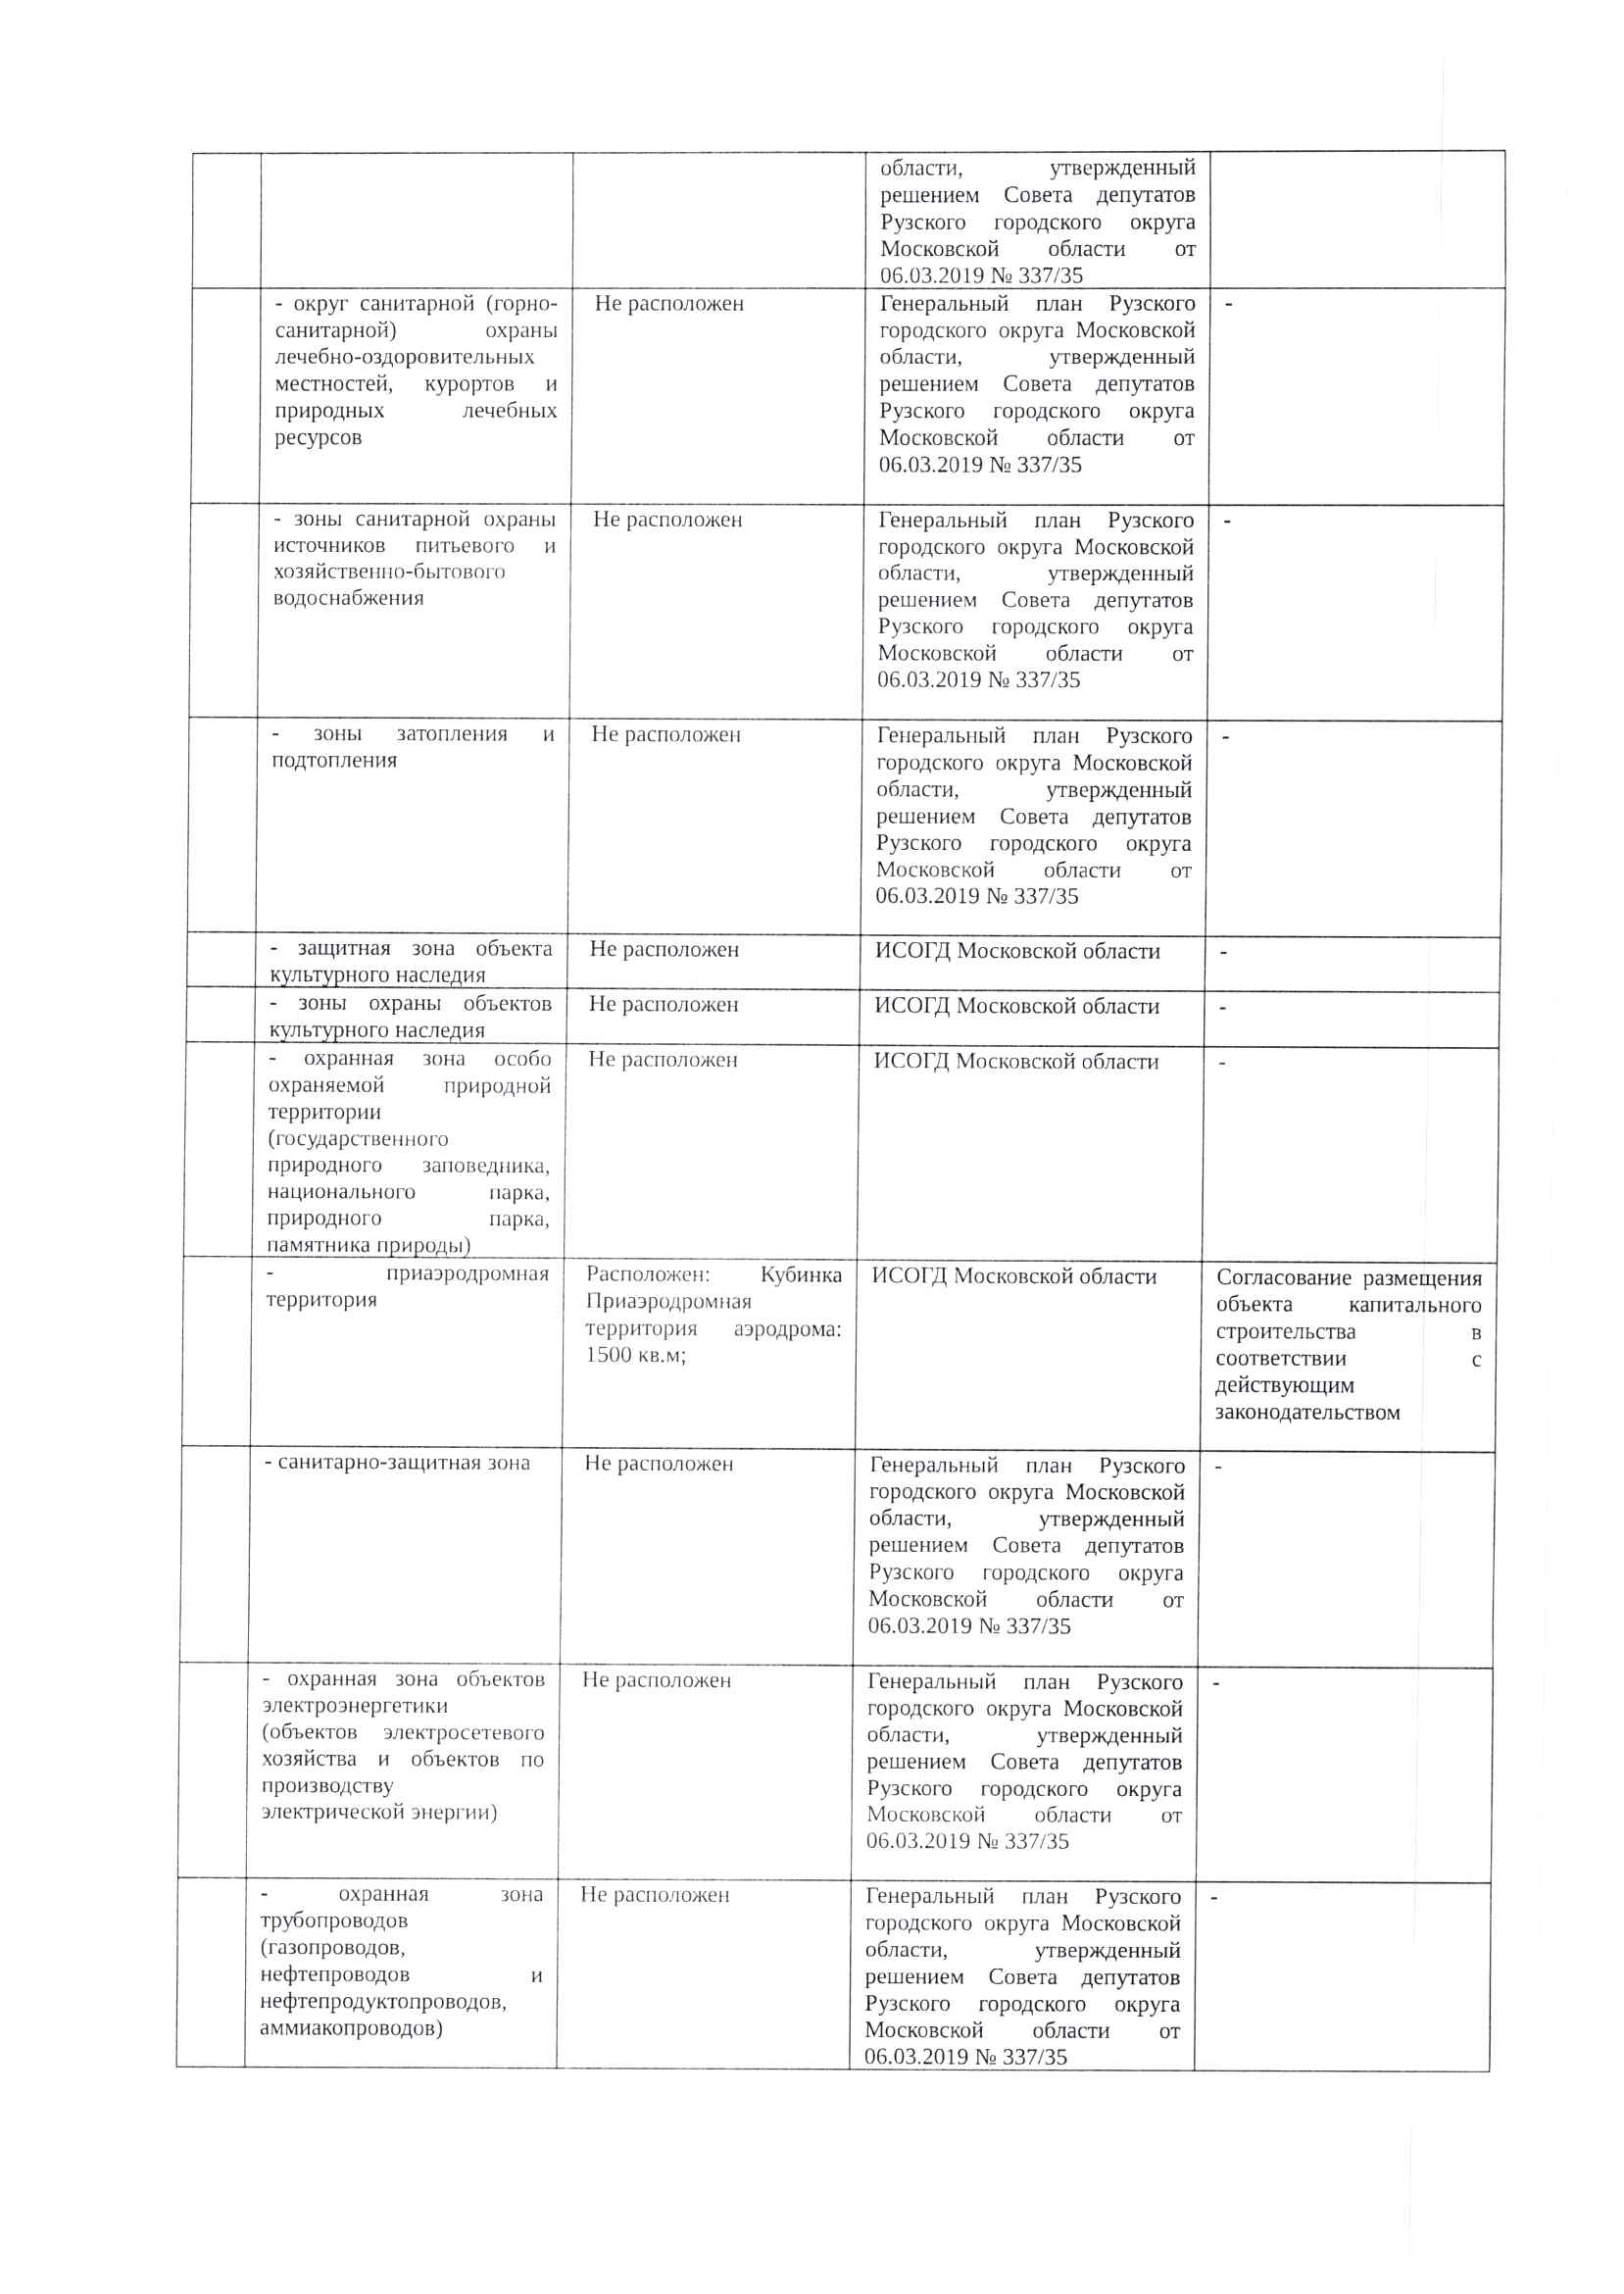 области, утвержденный
решением Совета депутатов
Рузского городского округа
Московской области от
06.03.2019 № 337/35
- округ санитарной (горно-
санитарной) охраны
лечебно-оздоровительных
местностей, курортов и
природных лечебных
ресурсов
Не расположен
Генеральный план Рузского
городского округа Московской
области, утвержденный
решением Совета депутатов
Рузского городского округа
Московской области от
06.03.2019 № 337/35
-
- зоны санитарной охраны
источников питьевого и
хозяйственно-бытового
водоснабжения
Не расположен
Генеральный план Рузского
городского округа Московской
области, утвержденный
решением Совета депутатов
Рузского городского округа
Московской области от
06.03.2019 № 337/35
-
- зоны затопления и
подтопления
Не расположен
Генеральный план Рузского
городского округа Московской
области, утвержденный
решением Совета депутатов
Рузского городского округа
Московской области от
06.03.2019 № 337/35
-
- защитная зона объекта
культурного наследия
Не расположен
ИСОГД Московской области
-
- зоны охраны объектов
культурного наследия
Не расположен
ИСОГД Московской области
-
- охранная зона особо
охраняемой природной
территории
(государственного
природного заповедника,
национального парка,
природного парка,
памятника природы)
Не расположен
ИСОГД Московской области
-
- приаэродромная
территория
Расположен: Кубинка
Приаэродромная
территория аэродрома:
1500 кв.м;
ИСОГД Московской области
Согласование размещения
объекта капитального
строительства в
соответствии с
действующим
законодательством
- санитарно-защитная зона
Не расположен
Генеральный план Рузского
городского округа Московской
области, утвержденный
решением Совета депутатов
Рузского городского округа
Московской области от
06.03.2019 № 337/35
-
- охранная зона объектов
электроэнергетики
(объектов электросетевого
хозяйства и объектов по
производству
электрической энергии)
Не расположен
Генеральный план Рузского
городского округа Московской
области, утвержденный
решением Совета депутатов
Рузского городского округа
Московской области от
06.03.2019 № 337/35
-
- охранная зона
трубопроводов
(газопроводов,
нефтепроводов и
нефтепродуктопроводов,
аммиакопроводов)
Не расположен
Генеральный план Рузского
городского округа Московской
области, утвержденный
решением Совета депутатов
Рузского городского округа
Московской области от
06.03.2019 № 337/35
-